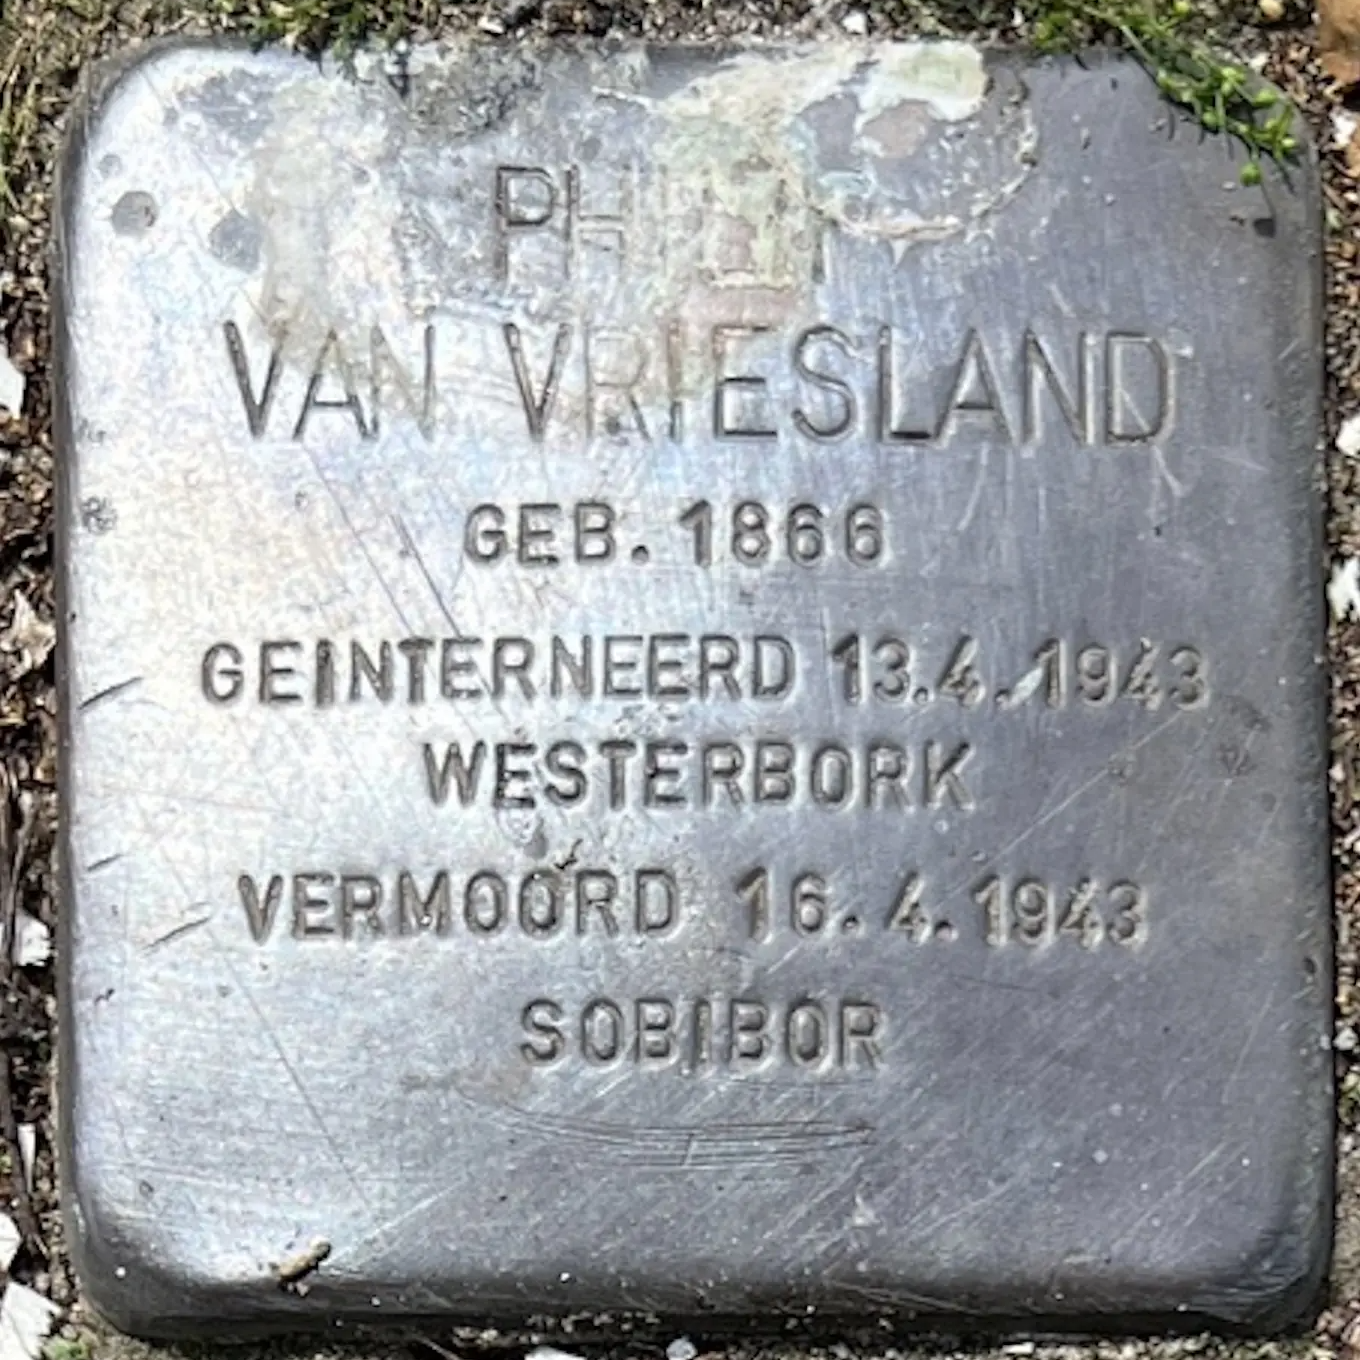 VAN VRIESLAND
GEB. 1866
GEINTERNEERD 13.4.1943
WESTERBORK
VERMOORD 16.4.1943
SOBIBOR